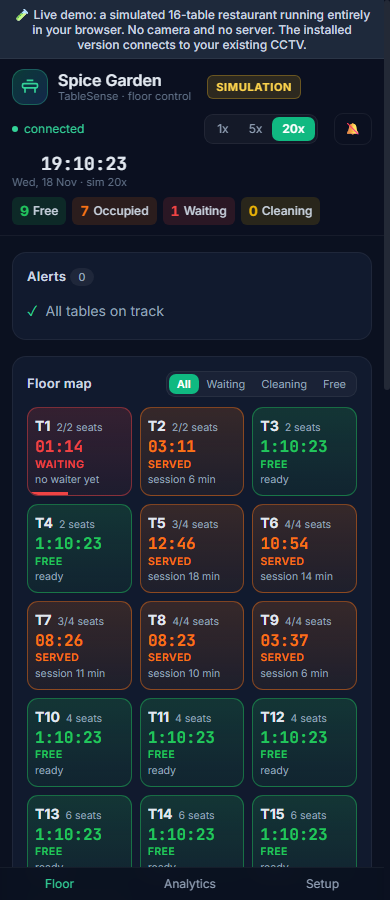 🧪 Live demo: a simulated 16-table restaurant running entirely
in your browser. No camera and no server. The installed
version connects to your existing CCTV.
Spice Garden
TableSense · floor control
SIMULATION
connected
1x 5x 20x
19:10:23
Wed, 18 Nov · sim 20x
9 Free 7 Occupied 1 Waiting 0 Cleaning
Alerts 0
✓ All tables on track
Floor map
All Waiting Cleaning Free
T1 2/2 seats T2 2/2 seats T3 2 seats
01:14 03:11 1:10:23
WAITING SERVED FREE
no waiter yet session 6 min ready
T4 2 seats T5 3/4 seats T6 4/4 seats
1:10:23 12:46 10:54
FREE SERVED SERVED
ready session 18 min session 14 min
T7 3/4 seats T8 4/4 seats T9 4/4 seats
08:26 08:23 03:37
SERVED SERVED SERVED
session 11 min session 10 min session 6 min
T10 4 seats T11 4 seats T12 4 seats
1:10:23 1:10:23 1:10:23
FREE FREE FREE
ready ready ready
T13 6 seats T14 6 seats T15 6 seats
1:10:23 1:10:23 1:10:23
FREE FREE FREE
Floor Analytics Setup